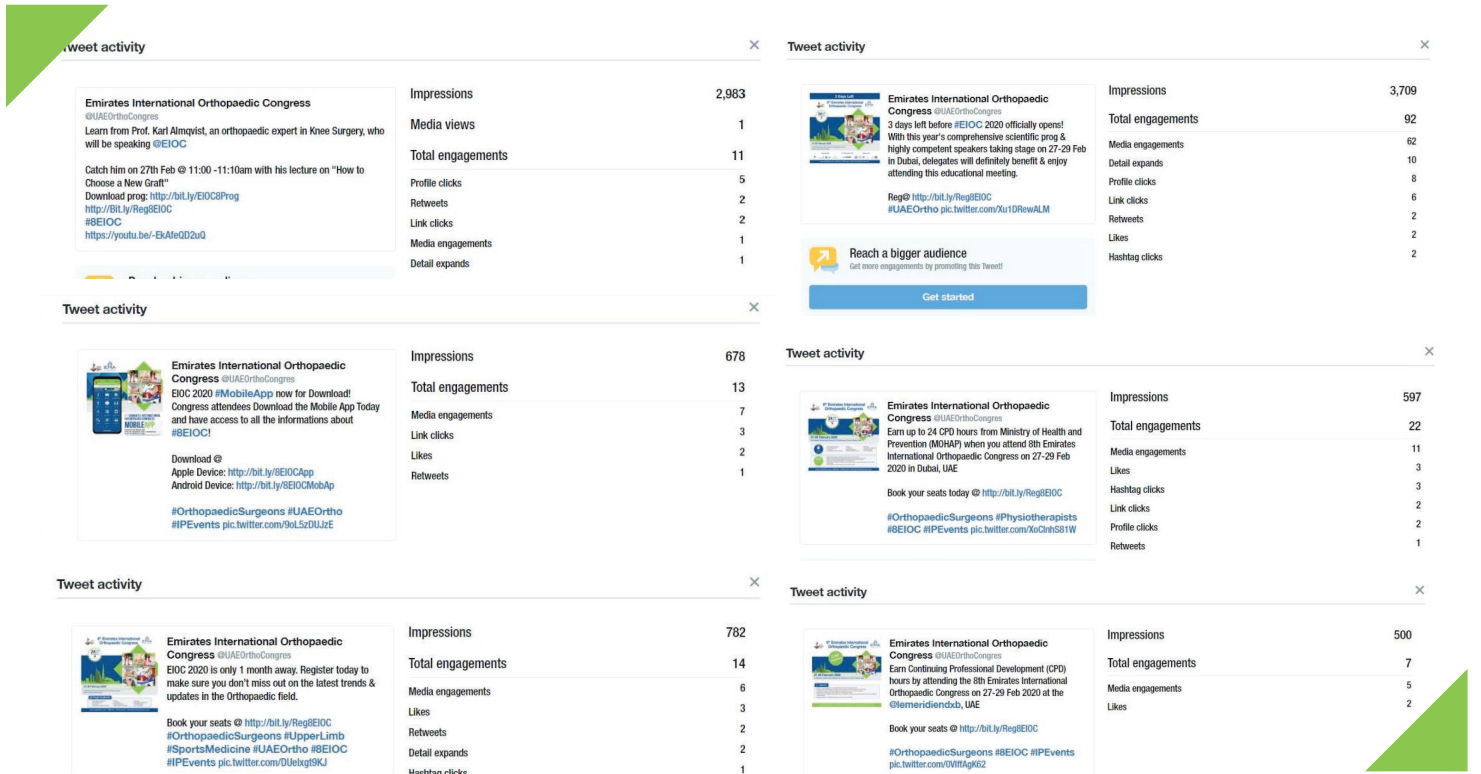 Tweet activity
Emirates International Orthopaedic Congress
@UAEOrthoCongres
Learn from Prof. Karl Almqvist, an orthopaedic expert in Knee Surgery, who
will be speaking @EIOC
Catch him on 27th Feb @ 11:00 -11:10am with his lecture on "How to
Choose a New Graft"
Download prog: http://bit.ly/EIOC8Prog
http://Bit.ly/Reg8EIOC
#8EIOC
https://youtu.be/-EkAfeQD2uQ
Impressions 2,983
Media views 1
Total engagements 11
Profile clicks 5
Retweets 2
Link clicks 2
Media engagements 1
Detail expands 1
Tweet activity
3 Days Left
Emirates International Orthopaedic
Congress @UAEOrthoCongres
3 days left before #EIOC 2020 officially opens!
With this year's comprehensive scientific prog &
highly competent speakers taking stage on 27-29 Feb
in Dubai, delegates will definitely benefit & enjoy
attending this educational meeting.
Reg@ http://bit.ly/Reg8EIOC
#UAEOrtho pic.twitter.com/Xu1DRewALM
Reach a bigger audience
Get more engagements by promoting this Tweet!
Get started
Impressions 3,709
Total engagements 92
Media engagements 62
Detail expands 10
Profile clicks 8
Link clicks 6
Retweets 2
Likes 2
Hashtag clicks 2
Tweet activity
MOBILE APP
Emirates International Orthopaedic
Congress @UAEOrthoCongres
EIOC 2020 #MobileApp now for Download!
Congress attendees Download the Mobile App Today
and have access to all the informations about
#8EIOC!
Download @
Apple Device: http://bit.ly/8EIOCApp
Android Device: http://bit.ly/8EIOCMobAp
#OrthopaedicSurgeons #UAEOrtho
#IPEvents pic.twitter.com/9oL5zDUJzE
Impressions 678
Total engagements 13
Media engagements 7
Link clicks 3
Likes 2
Retweets 1
Tweet activity
Emirates International Orthopaedic
Congress @UAEOrthoCongres
Earn up to 24 CPD hours from Ministry of Health and
Prevention (MOHAP) when you attend 8th Emirates
International Orthopaedic Congress on 27-29 Feb
2020 in Dubai, UAE
Book your seats today @ http://bit.ly/Reg8EIOC
#OrthopaedicSurgeons #Physiotherapists
#8EIOC #IPEvents pic.twitter.com/XoClnhS81W
Impressions 597
Total engagements 22
Media engagements 11
Likes 3
Hashtag clicks 3
Link clicks 2
Profile clicks 2
Retweets 1
Tweet activity
Emirates International Orthopaedic
Congress @UAEOrthoCongres
EIOC 2020 is only 1 month away. Register today to
make sure you don't miss out on the latest trends &
updates in the Orthopaedic field.
Book your seats @ http://bit.ly/Reg8EIOC
#OrthopaedicSurgeons #UpperLimb
#SportsMedicine #UAEOrtho #8EIOC
#IPEvents pic.twitter.com/DUelxgt9KJ
Impressions 782
Total engagements 14
Media engagements 6
Likes 3
Retweets 2
Detail expands 2
Hashtag clicks 1
Tweet activity
Emirates International Orthopaedic
Congress @UAEOrthoCongres
Earn Continuing Professional Development (CPD)
hours by attending the 8th Emirates International
Orthopaedic Congress on 27-29 Feb 2020 at the
@lemeridiendxb, UAE
Book your seats @ http://bit.ly/Reg8EIOC
#OrthopaedicSurgeons #8EIOC #IPEvents
pic.twitter.com/0VlffAgK62
Impressions 500
Total engagements 7
Media engagements 5
Likes 2